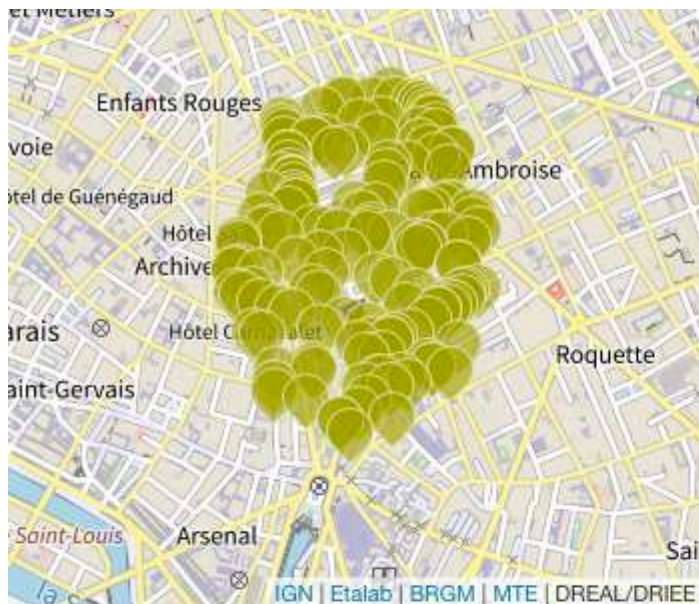 et Métiers
Enfants Rouges
voie
Ambroise
ôtel de Guénégaud
Hôtel
Archive
arais
Hôtel C
alet
Roquette
aint-Gervais
Saint-Louis
Arsenal
Sai
IGN | Etalab | BRGM | MTE | DREAL/DRIEE